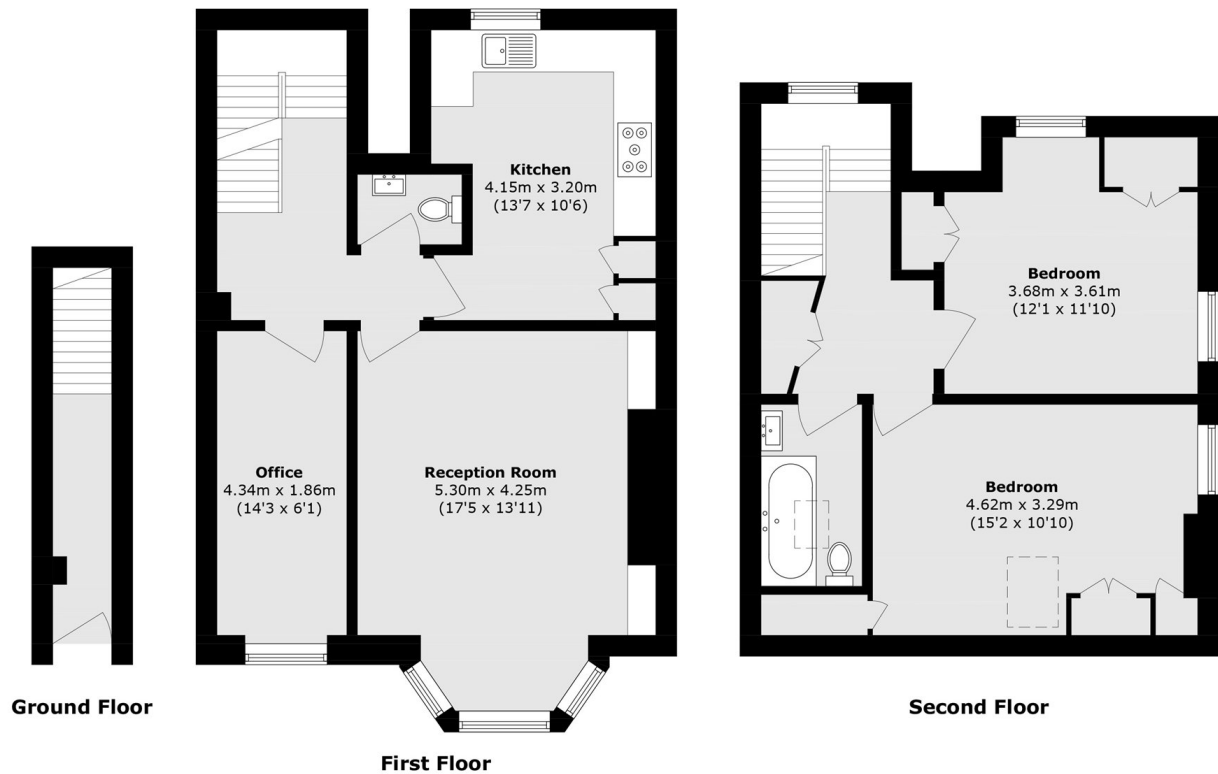 Ground Floor
Kitchen
4.15m x 3.20m
(13'7 x 10'6)
Office
4.34m x 1.86m
(14'3 x 6'1)
Reception Room
5.30m x 4.25m
(17'5 x 13'11)
First Floor
Bedroom
3.68m x 3.61m
(12'1 x 11'10)
Bedroom
4.62m x 3.29m
(15'2 x 10'10)
Second Floor